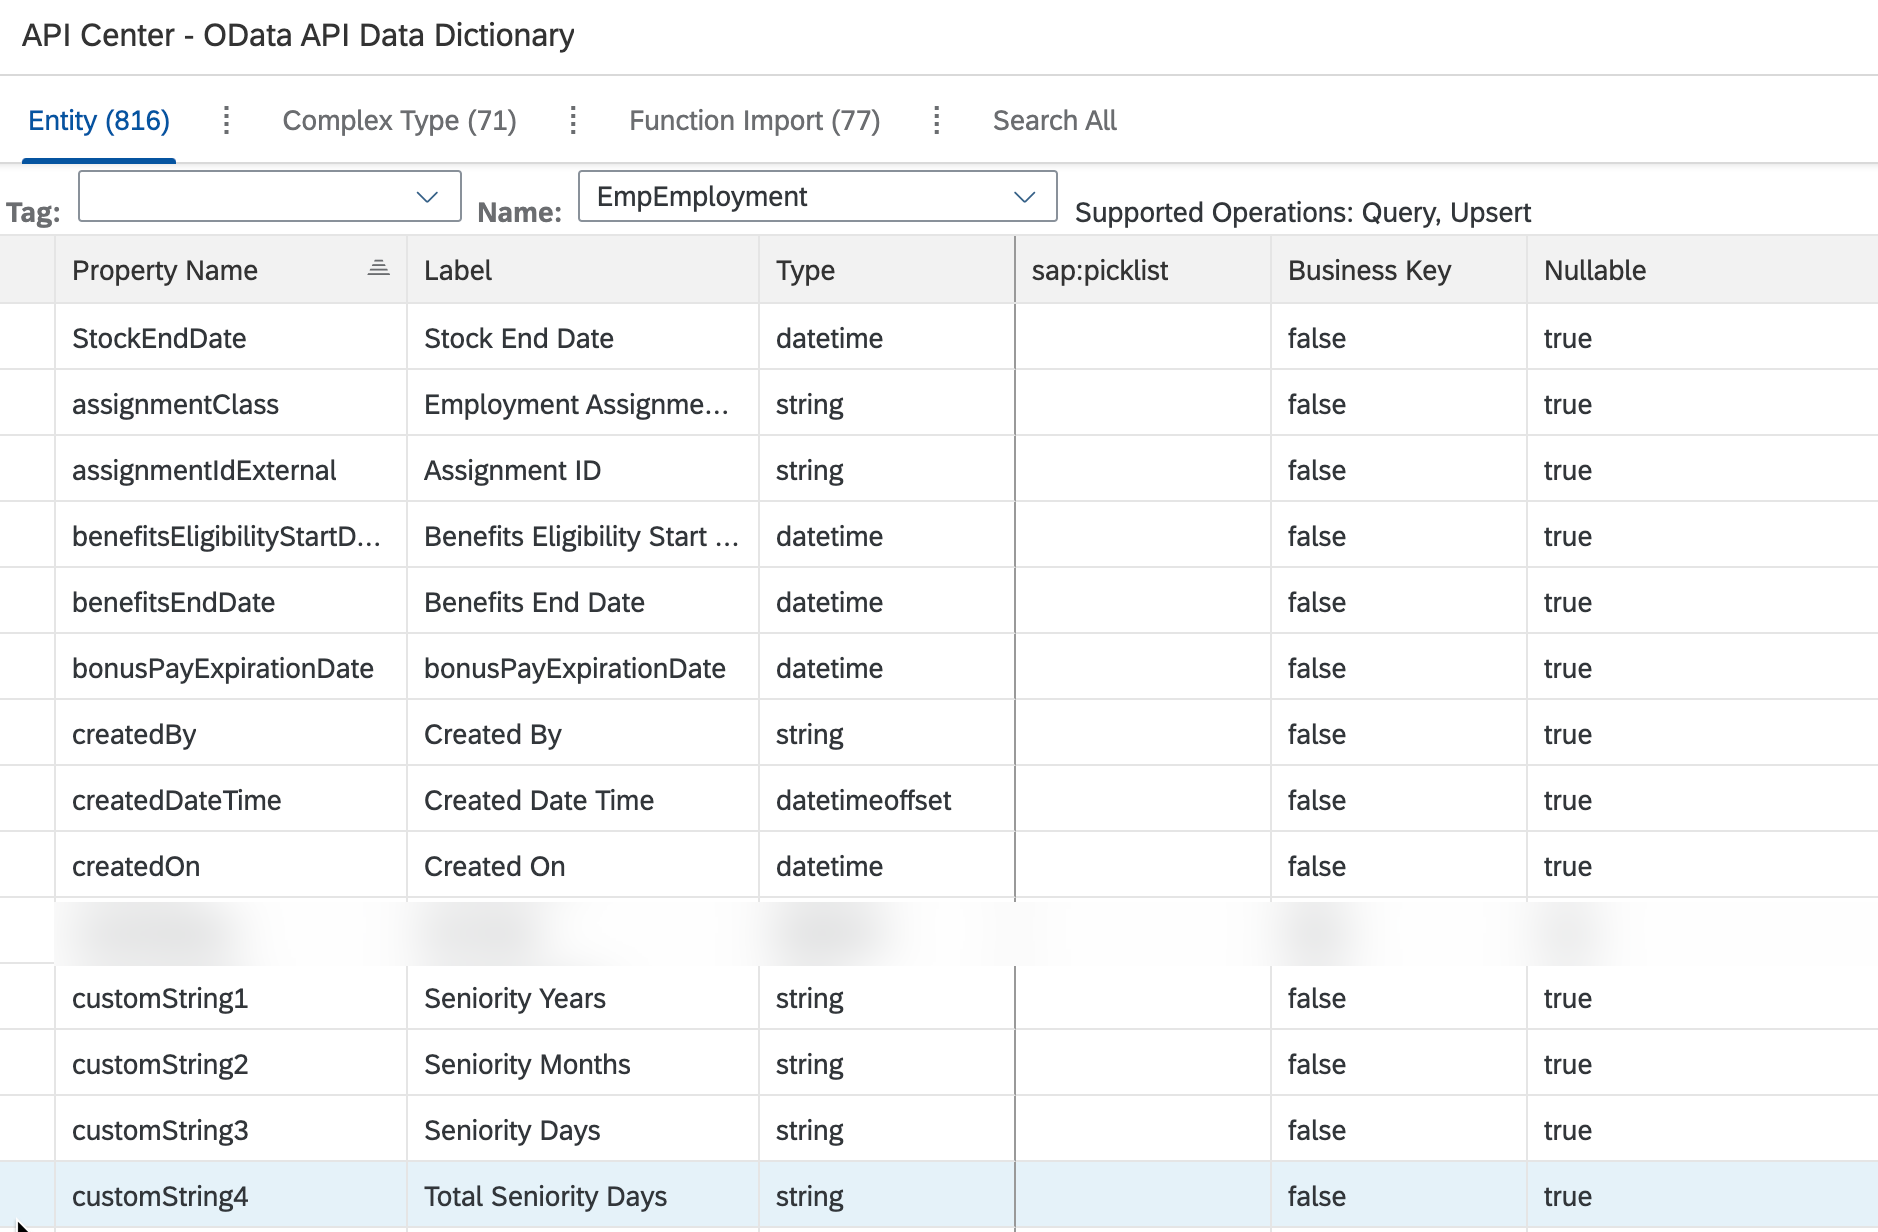 API Center - OData API Data Dictionary
Entity (816) Complex Type (71) Function Import (77) Search All
Tag: Name: EmpEmployment Supported Operations: Query, Upsert
Property Name Label Type sap:picklist Business Key Nullable
StockEndDate Stock End Date datetime false true
assignmentClass Employment Assignme... string false true
assignmentIdExternal Assignment ID string false true
benefitsEligibilityStartD... Benefits Eligibility Start ... datetime false true
benefitsEndDate Benefits End Date datetime false true
bonusPayExpirationDate bonusPayExpirationDate datetime false true
createdBy Created By string false true
createdDateTime Created Date Time datetimeoffset false true
createdOn Created On datetime false true
customString1 Seniority Years string false true
customString2 Seniority Months string false true
customString3 Seniority Days string false true
customString4 Total Seniority Days string false true